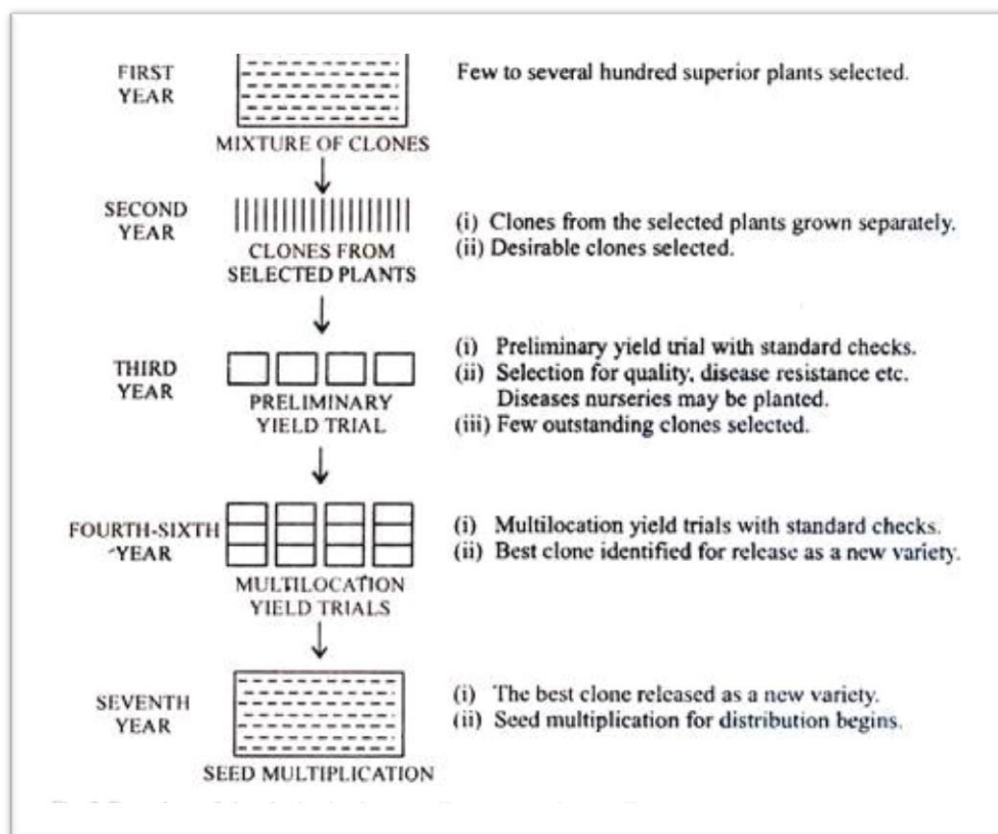 FIRST
YEAR
Few to several hundred superior plants selected.
MIXTURE OF CLONES
SECOND
YEAR
(i) Clones from the selected plants grown separately.
(ii) Desirable clones selected.
CLONES FROM
SELECTED PLANTS
THIRD
YEAR
(i) Preliminary yield trial with standard checks.
(ii) Selection for quality, disease resistance etc.
Diseases nurseries may be planted.
(iii) Few outstanding clones selected.
PRELIMINARY
YIELD TRIAL
FOURTH-SIXTH
YEAR
(i) Multilocation yield trials with standard checks.
(ii) Best clone identified for release as a new variety.
MULTILOCATION
YIELD TRIALS
SEVENTH
YEAR
(i) The best clone released as a new variety.
(ii) Seed multiplication for distribution begins.
SEED MULTIPLICATION